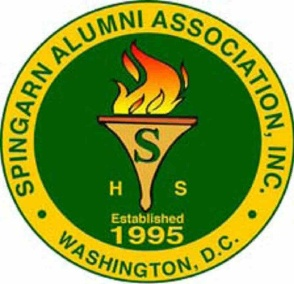 SPINGARN ALUMNI ASSOCIATION, INC.
S
H S
Established
1995
• WASHINGTON, D.C. •